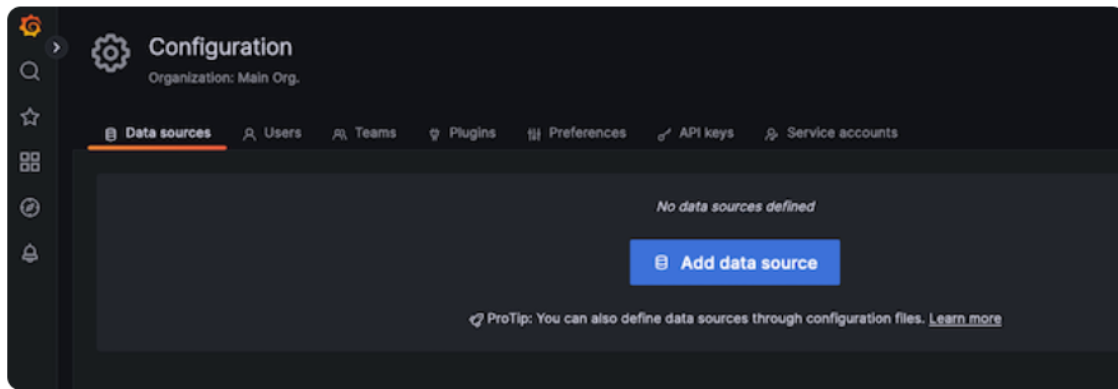 Configuration
Organization: Main Org.
Data sources Users Teams Plugins Preferences API keys Service accounts
No data sources defined
Add data source
ProTip: You can also define data sources through configuration files. Learn more